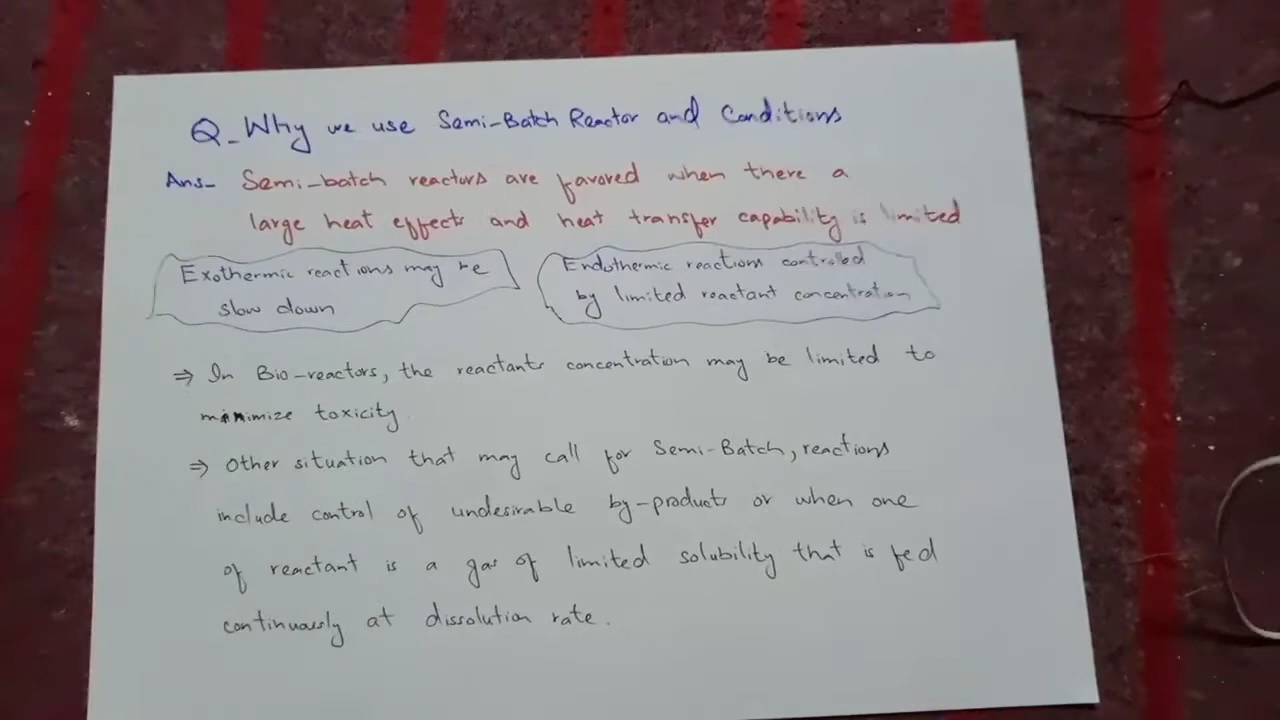 Q_ Why we use Semi-Batch Reactor and Conditions
Ans_ Semi-batch reactors are favored when there a
large heat effects and heat transfer capability is limited
Exothermic reactions may be
slow down
Endothermic reactions controlled
by limited reactant concentration
⇒ In Bio-reactors, the reactants concentration may be limited to
minimize toxicity.
⇒ Other situation that may call for Semi-Batch, reactions
include control of undesirable by-products or when one
of reactant is a gas of limited solubility that is fed
continuously at dissolution rate.